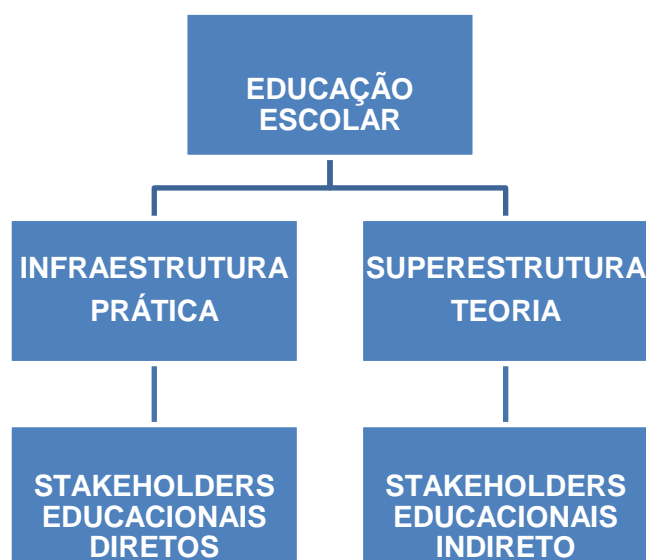 EDUCAÇÃO
ESCOLAR
INFRAESTRUTURA
PRÁTICA
SUPERESTRUTURA
TEORIA
STAKEHOLDERS
EDUCACIONAIS
DIRETOS
STAKEHOLDERS
EDUCACIONAIS
INDIRETO